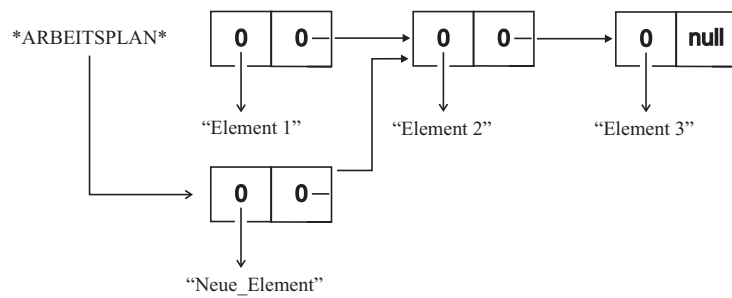 *ARBEITSPLAN*
0 0 0 0 0 null
“Element 1” “Element 2” “Element 3”
0 0
“Neue_Element”